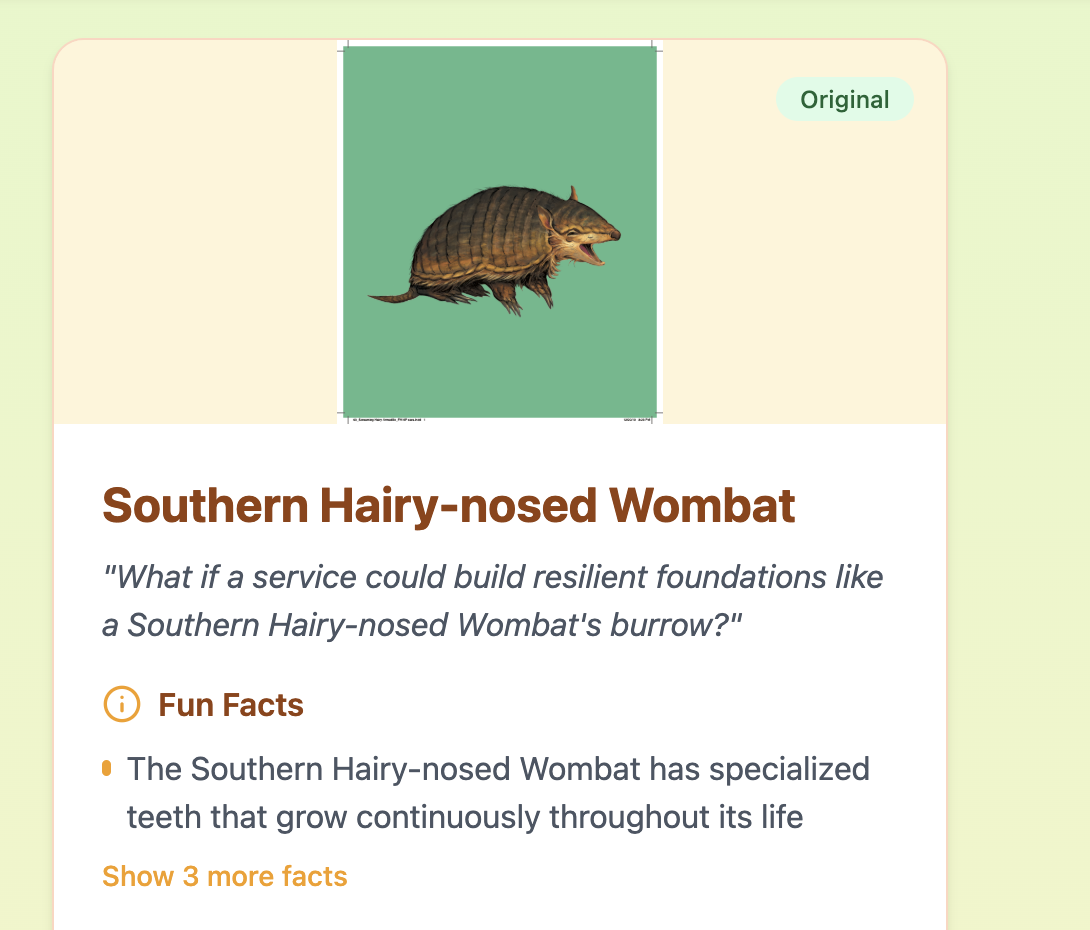 Original
Southern Hairy-nosed Wombat
"What if a service could build resilient foundations like
a Southern Hairy-nosed Wombat's burrow?"
Fun Facts
The Southern Hairy-nosed Wombat has specialized
teeth that grow continuously throughout its life
Show 3 more facts